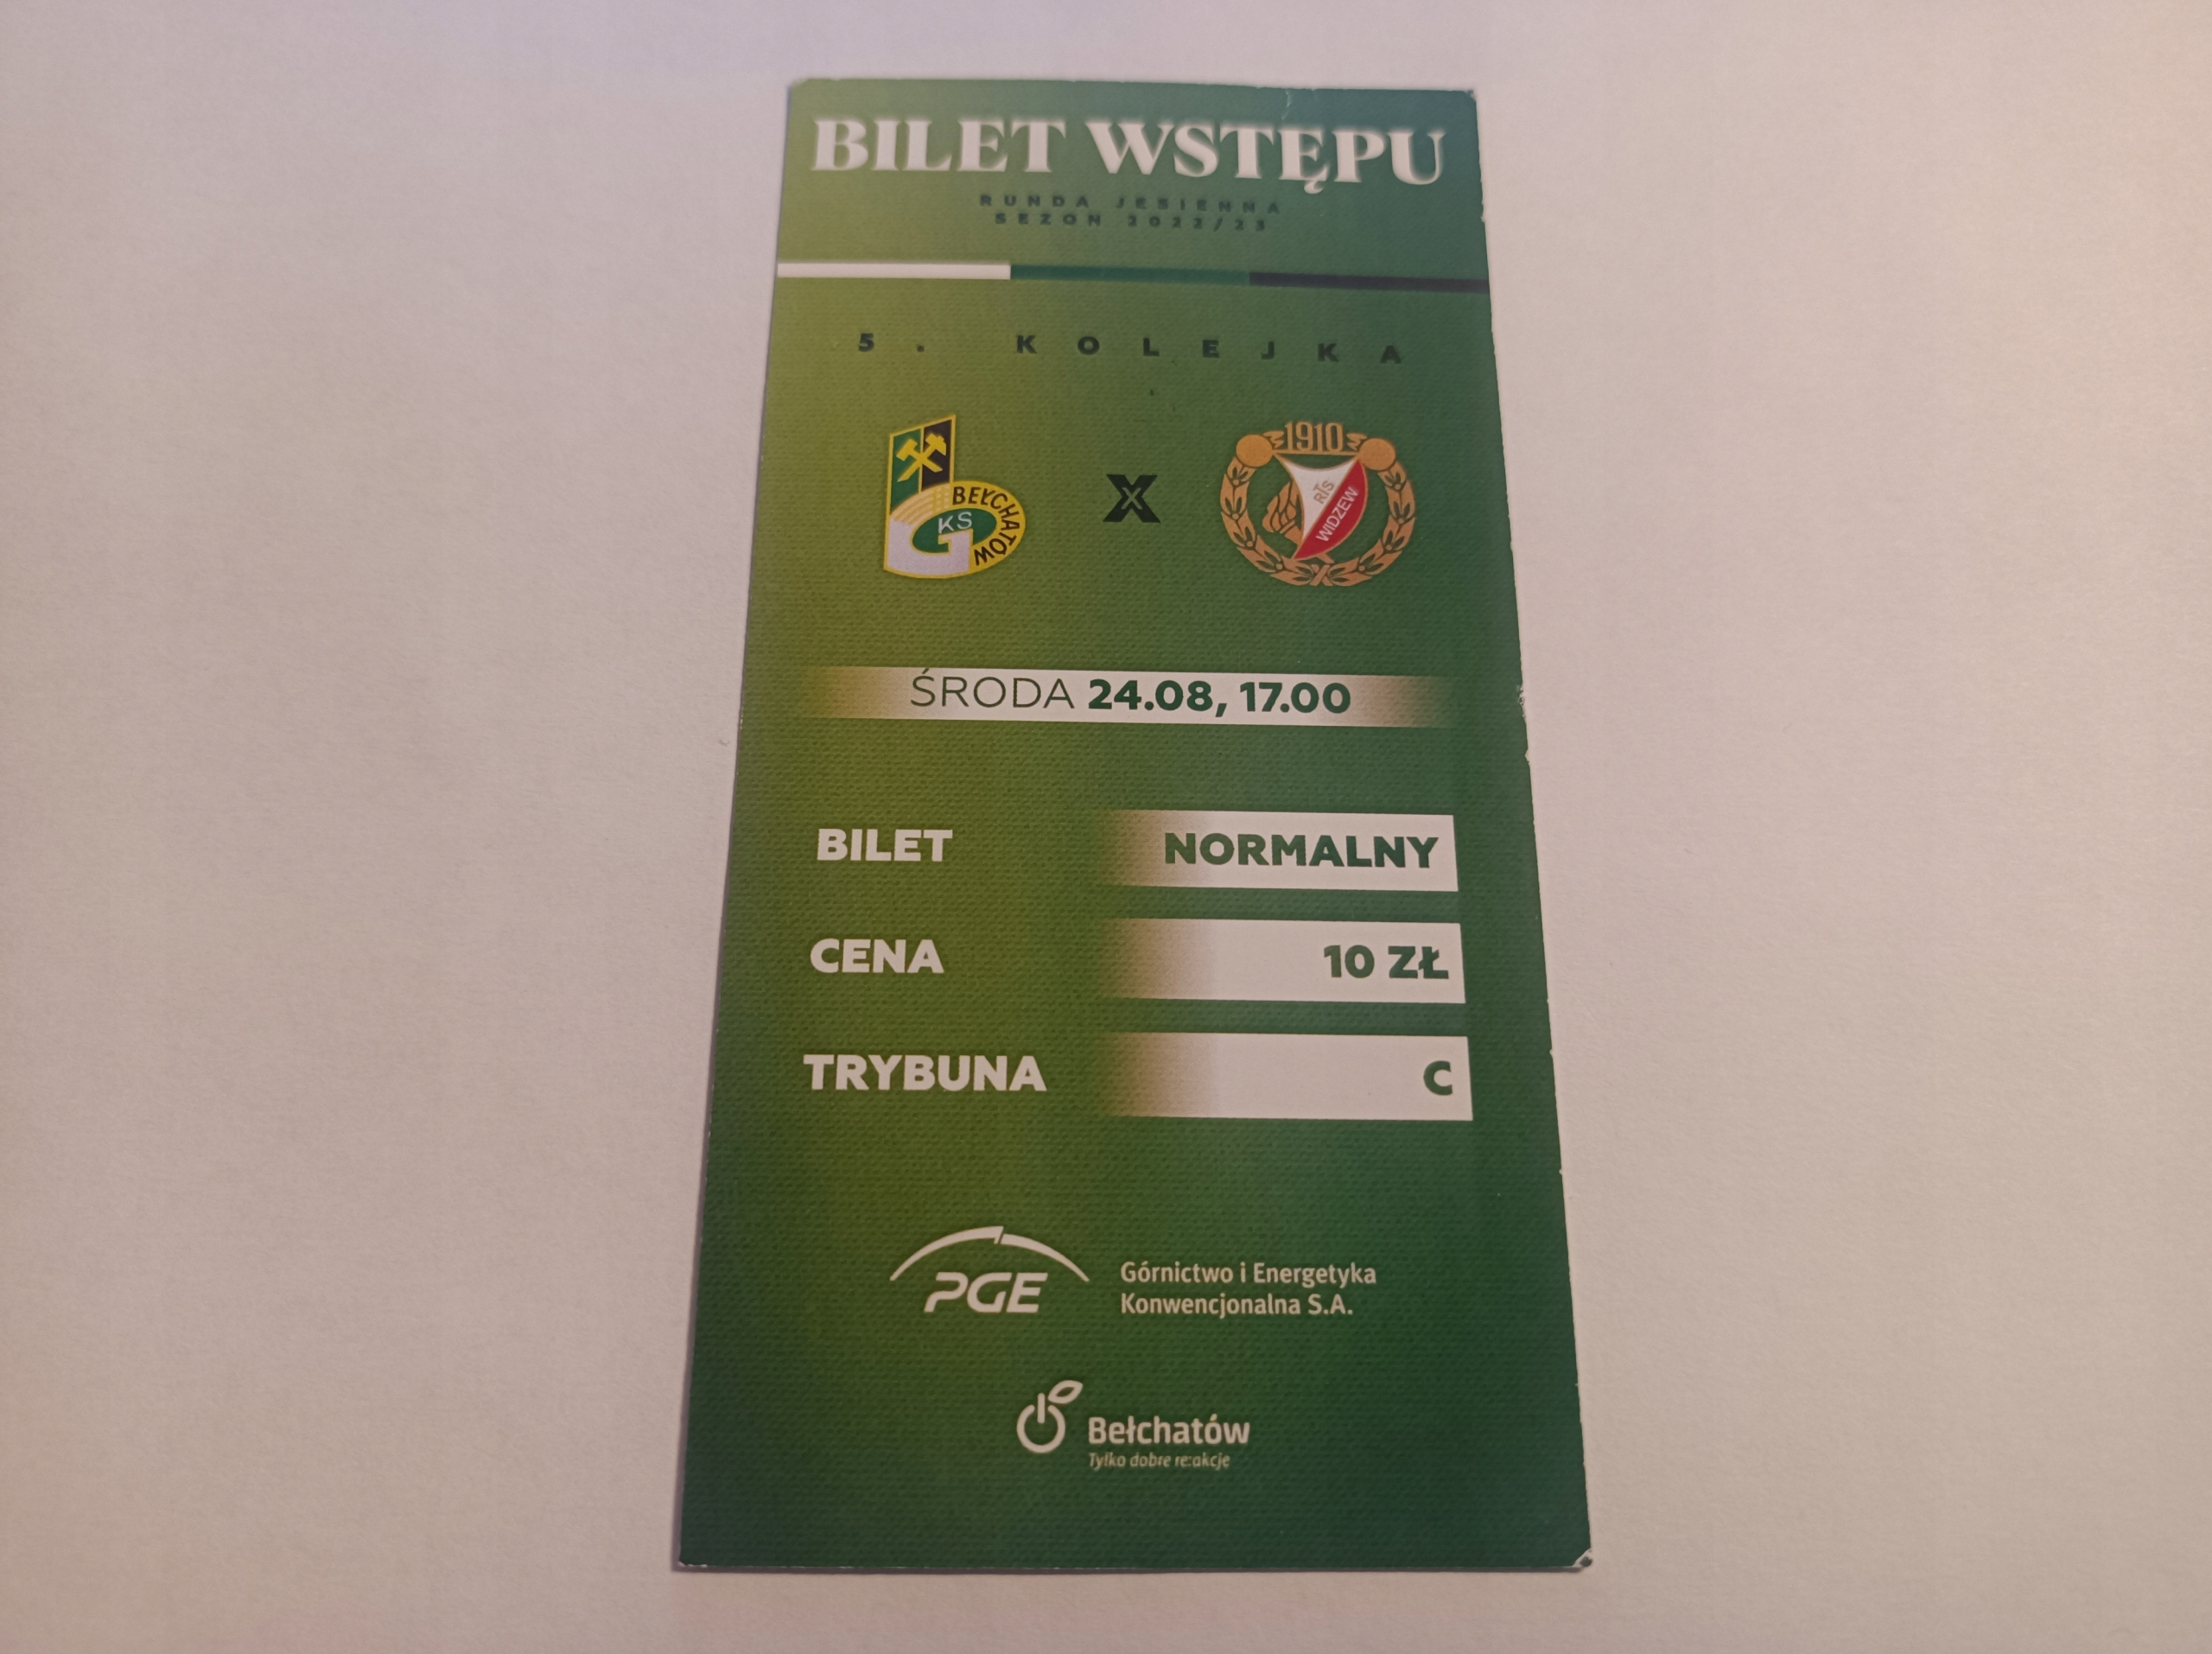 BILET WSTĘPU
RUNDA JESIENNA
SEZON 2022/23
5. KOLEJKA
BEŁCHATÓW
GKS
X
1910
RTS
WIDZEW
ŚRODA 24.08, 17.00
BILET NORMALNY
CENA 10 ZŁ
TRYBUNA C
PGE Górnictwo i Energetyka
Konwencjonalna S.A.
Bełchatów
Tylko dobre re:akcje